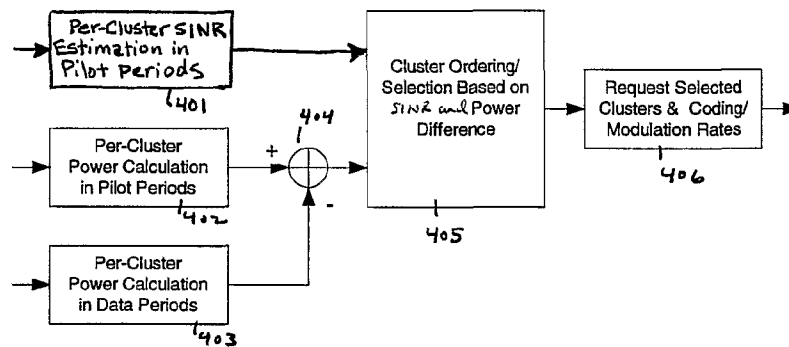 Per-Cluster SINR
Estimation in
Pilot Periods
401
Per-Cluster
Power Calculation
in Pilot Periods
402
Per-Cluster
Power Calculation
in Data Periods
403
404
+
-
Cluster Ordering/
Selection Based on
SINR and Power
Difference
405
Request Selected
Clusters & Coding/
Modulation Rates
406